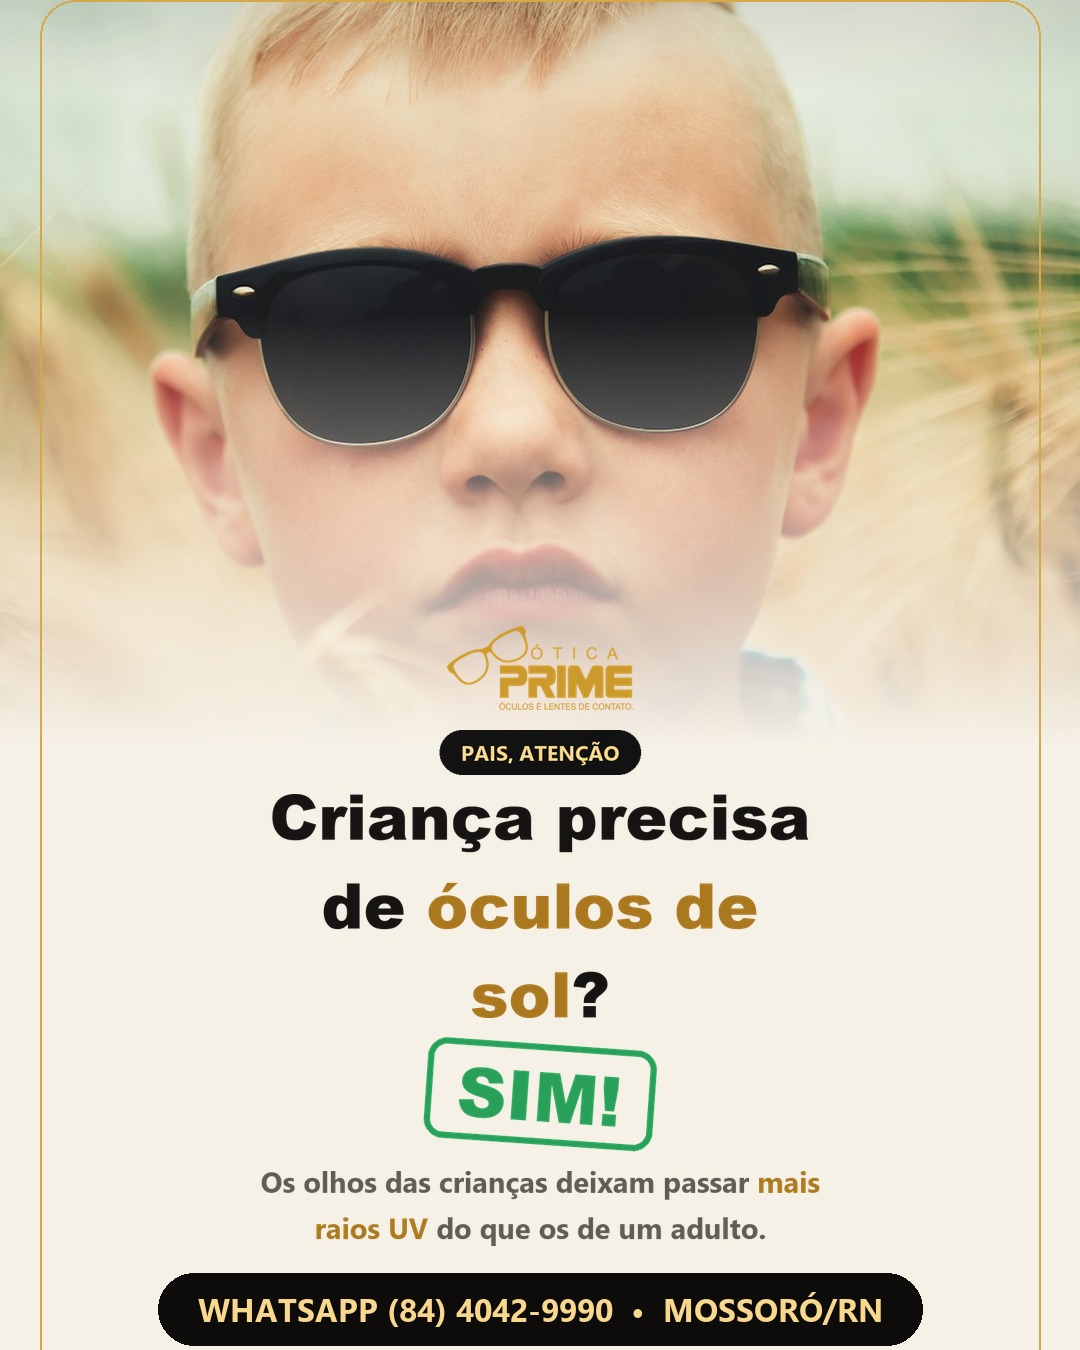 ÓTICA
PRIME
ÓCULOS E LENTES DE CONTATO.
PAIS, ATENÇÃO
Criança precisa
de óculos de
sol?
SIM!
Os olhos das crianças deixam passar mais
raios UV do que os de um adulto.
WHATSAPP (84) 4042-9990 • MOSSORÓ/RN